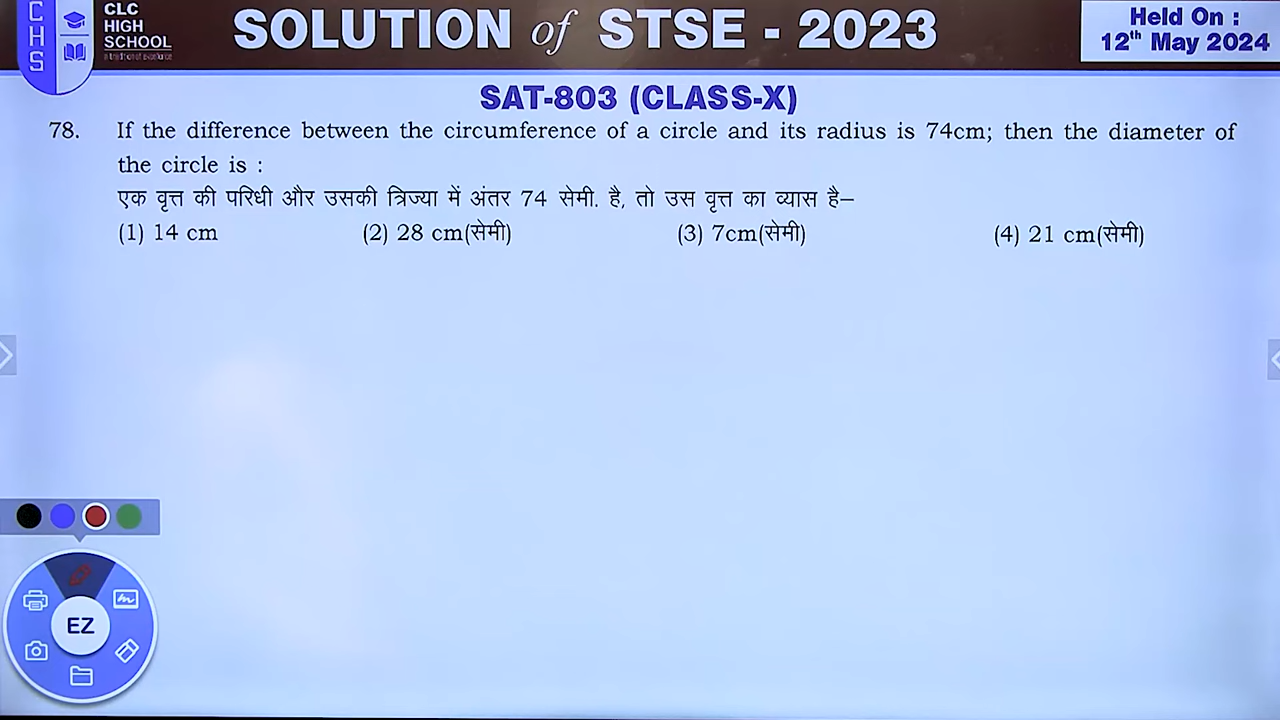 CHS
CLC
HIGH
SCHOOL
SOLUTION of STSE - 2023
Held On :
12th May 2024
SAT-803 (CLASS-X)
78. If the difference between the circumference of a circle and its radius is 74cm; then the diameter of
the circle is :
एक वृत्त की परिधी और उसकी त्रिज्या में अंतर 74 सेमी. है, तो उस वृत्त का व्यास है–
(1) 14 cm (2) 28 cm(सेमी) (3) 7cm(सेमी) (4) 21 cm(सेमी)
EZ